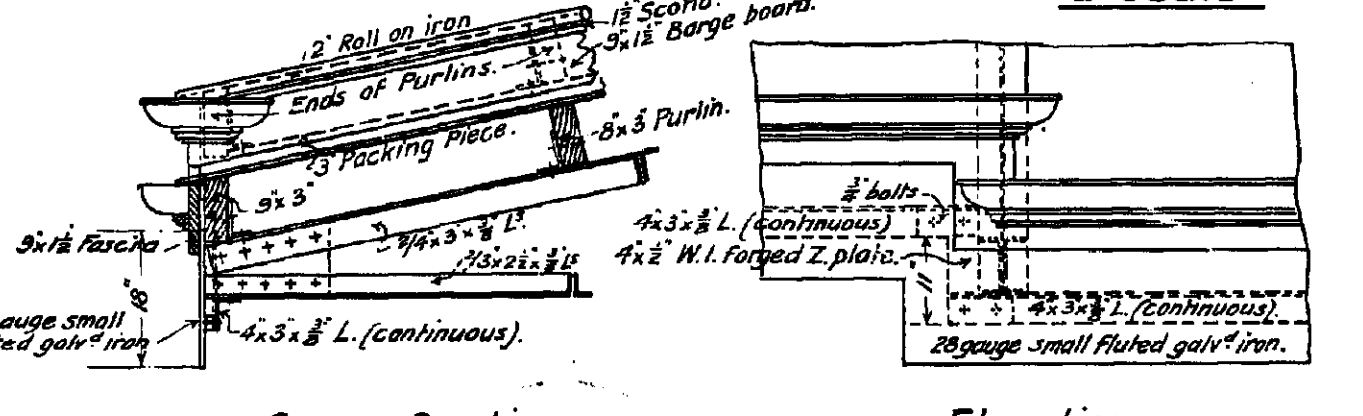 2" Roll on iron
1½" Scotia.
9"x1½" Barge board.
Ends of Purlins.
8"x3" Purlin.
3" Packing Piece.
9"x3"
2/4"x3"x⅜" Ls
9"x1½" Fascia
2/3"x2½"x⅜" Ls
18"
4"x3"x⅜" L. (continuous).
gauge small
galvd iron
¾" bolts
4"x3"x⅜" L. (continuous)
4"x½" W.I. forged Z. plate.
11"
4"x3"x⅜" L. (continuous).
28 gauge small fluted galvd iron.